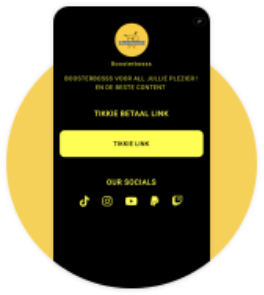 Boosterbosss
BOOSTERBOSSS VOOR ALL JULLIE PLEZIER!
EN DE BESTE CONTENT
TIKKIE BETAAL LINK
TIKKIE LINK
OUR SOCIALS